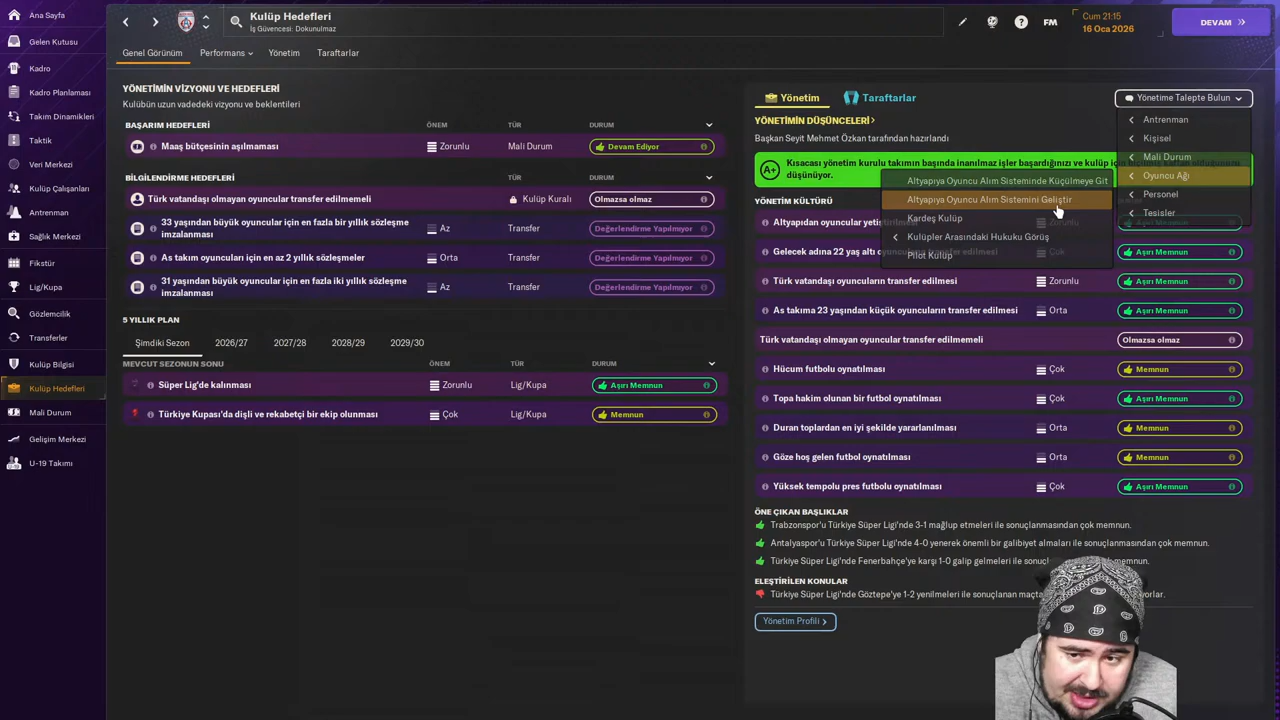 Ana Sayfa
Gelen Kutusu
Kadro
Kadro Planlaması
Takım Dinamikleri
Taktik
Veri Merkezi
Kulüp Çalışanları
Antrenman
Sağlık Merkezi
Fikstür
Lig/Kupa
Gözlemcilik
Transferler
Kulüp Bilgisi
Kulüp Hedefleri
Mali Durum
Gelişim Merkezi
U-19 Takımı
Kulüp Hedefleri
İş Güvencesi: Dokunulmaz
FM
Cum 21:15
16 Oca 2026
DEVAM
Genel Görünüm
Performans
Yönetim
Taraftarlar
YÖNETİMİN VİZYONU VE HEDEFLERİ
Kulübün uzun vadedeki vizyonu ve beklentileri
BAŞARIM HEDEFLERİ ÖNEM TÜR DURUM
Maaş bütçesinin aşılmaması Zorunlu Mali Durum Devam Ediyor
BİLGİLENDİRME HEDEFLERİ ÖNEM TÜR DURUM
Türk vatandaşı olmayan oyuncular transfer edilmeli Kulüp Kuralı Olmazsa olmaz
33 yaşından büyük oyuncular için en fazla bir yıllık sözleşme
imzalanması Az Transfer Değerlendirme Yapılmıyor
As takım oyuncuları için en az 2 yıllık sözleşmeler Orta Transfer Değerlendirme Yapılmıyor
31 yaşından büyük oyuncular için en fazla iki yıllık sözleşme
imzalanması Az Transfer Değerlendirme Yapılmıyor
5 YILLIK PLAN
Şimdiki Sezon 2026/27 2027/28 2028/29 2029/30
MEVCUT SEZONUN SONU ÖNEM TÜR DURUM
Süper Lig'de kalınması Zorunlu Lig/Kupa Aşırı Memnun
Türkiye Kupası'da dişli ve rekabetçi bir ekip olunması Çok Lig/Kupa Memnun
Yönetim
Taraftarlar
Yönetime Talepte Bulun
YÖNETİMİN DÜŞÜNCELERİ
Başkan Seyit Mehmet Özkan tarafından hazırlandı
A+
Kısacası yönetim kurulu takımın başında inanılmaz işler başardığınızı ve kulüp için
düşünüyor.
Antrenman
Kişisel
Mali Durum
Oyuncu Ağı
Personel
Tesisler
Altyapıya Oyuncu Alım Sisteminde Küçülmeye Git
Altyapıya Oyuncu Alım Sistemini Geliştir
Kardeş Kulüp
Kulüpler Arasındaki Hukuku Görüş
Pilot Kulüp
YÖNETİM KÜLTÜRÜ
Altyapıdan oyuncular Zorunlu Aşırı Memnun
Gelecek adına 22 yaş altı Çok Aşırı Memnun
Türk vatandaşı oyuncuların transfer edilmesi Zorunlu Aşırı Memnun
As takıma 23 yaşından küçük oyuncuların transfer edilmesi Orta Aşırı Memnun
Türk vatandaşı olmayan oyuncular transfer edilmemeli Olmazsa olmaz
Hücum futbolu oynatılması Çok Memnun
Topa hakim olunan bir futbol oynatılması Çok Aşırı Memnun
Duran toplardan en iyi şekilde yararlanılması Orta Memnun
Göze hoş gelen futbol oynatılması Orta Memnun
Yüksek tempolu pres futbolu oynatılması Çok Aşırı Memnun
ÖNE ÇIKAN BAŞLIKLAR
Trabzonspor'u Türkiye Süper Ligi'nde 3-1 mağlup etmeleri ile sonuçlanmasından çok memnun.
Antalyaspor'u Türkiye Süper Ligi'nde 4-0 yenerek önemli bir galibiyet almaları ile sonuçlanmasından çok memnun.
Türkiye Süper Ligi'nde Fenerbahçe'ye karşı 1-0 galip gelmeleri ile memnun.
ELEŞTİRİLEN KONULAR
Türkiye Süper Ligi'nde Göztepe'ye 1-2 yenilmeleri ile sonuçlanan
Yönetim Profili